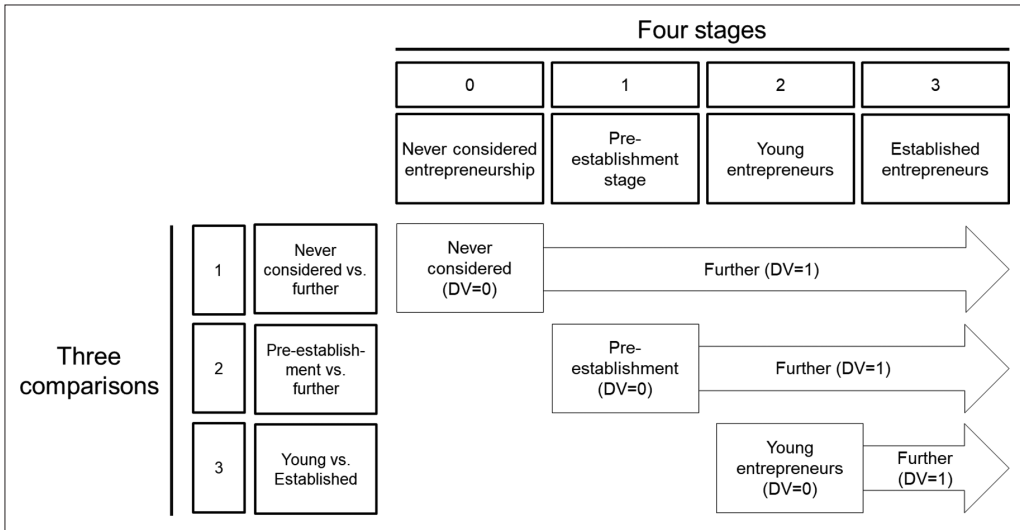 Four stages
0
1
2
3
Never considered
entrepreneurship
Pre-
establishment
stage
Young
entrepreneurs
Established
entrepreneurs
Three
comparisons
1
Never
considered vs.
further
Never
considered
(DV=0)
Further (DV=1)
2
Pre-establish-
ment vs.
further
Pre-
establishment
(DV=0)
Further (DV=1)
3
Young vs.
Established
Young
entrepreneurs
(DV=0)
Further
(DV=1)